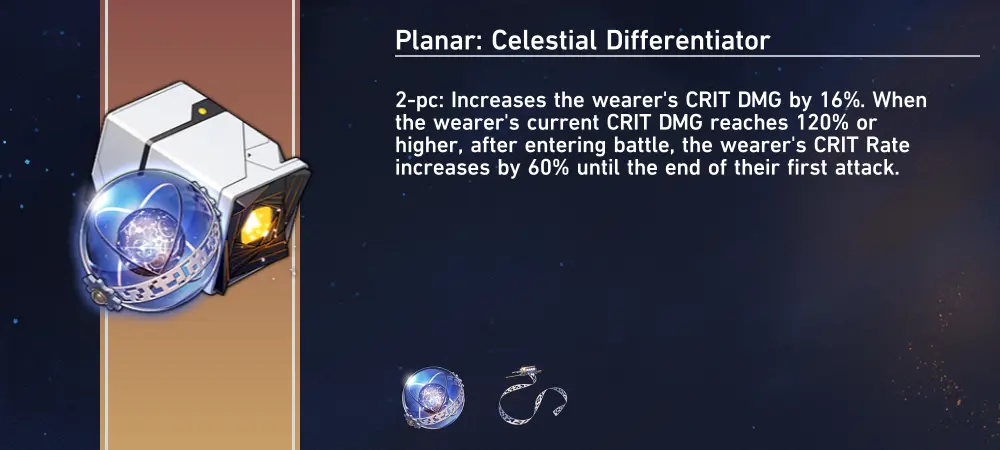 Planar: Celestial Differentiator
2-pc: Increases the wearer's CRIT DMG by 16%. When
the wearer's current CRIT DMG reaches 120% or
higher, after entering battle, the wearer's CRIT Rate
increases by 60% until the end of their first attack.